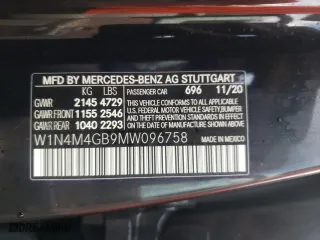 MFD BY MERCEDES-BENZ AG STUTTGART
KG LBS PASSENGER CAR 696 11/20
GVWR 2145 4729 THIS VEHICLE CONFORMS TO ALL APPLICABLE
GAWR FRONT 1155 2546 U.S. FEDERAL MOTOR VEHICLE SAFETY, BUMPER,
GAWR REAR 1040 2293 AND THEFT PREVENTION STANDARDS IN EFFECT
ON THE DATE OF MANUFACTURE SHOWN ABOVE
W1N4M4GB9MW096758
MADE IN MEXICO